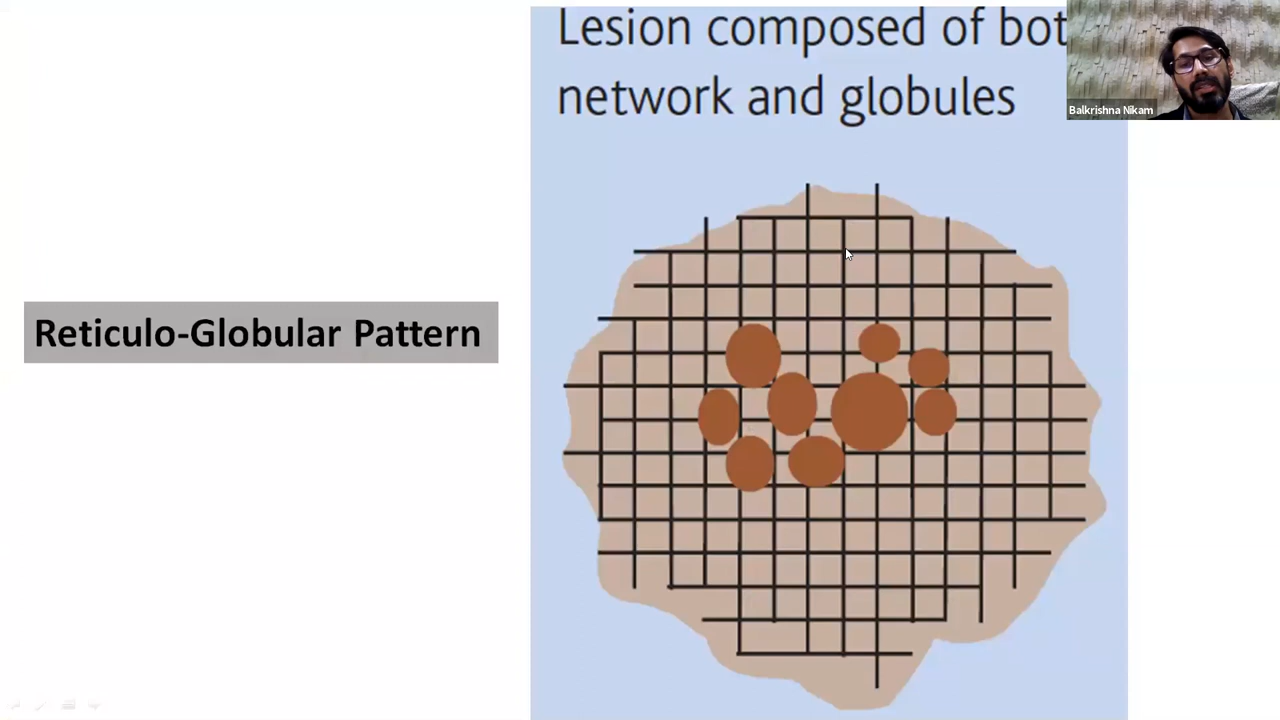 Lesion composed of bot
network and globules
Balkrishna Nikam
Reticulo-Globular Pattern